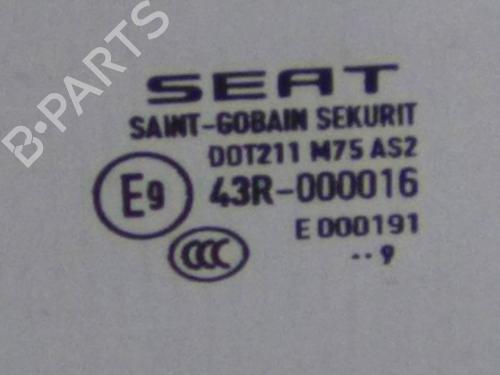 SEAT
SAINT-GOBAIN SEKURIT
DOT211 M75 AS2
E9 43R-000016
E 000191
CCC
·· 9
B-PARTS